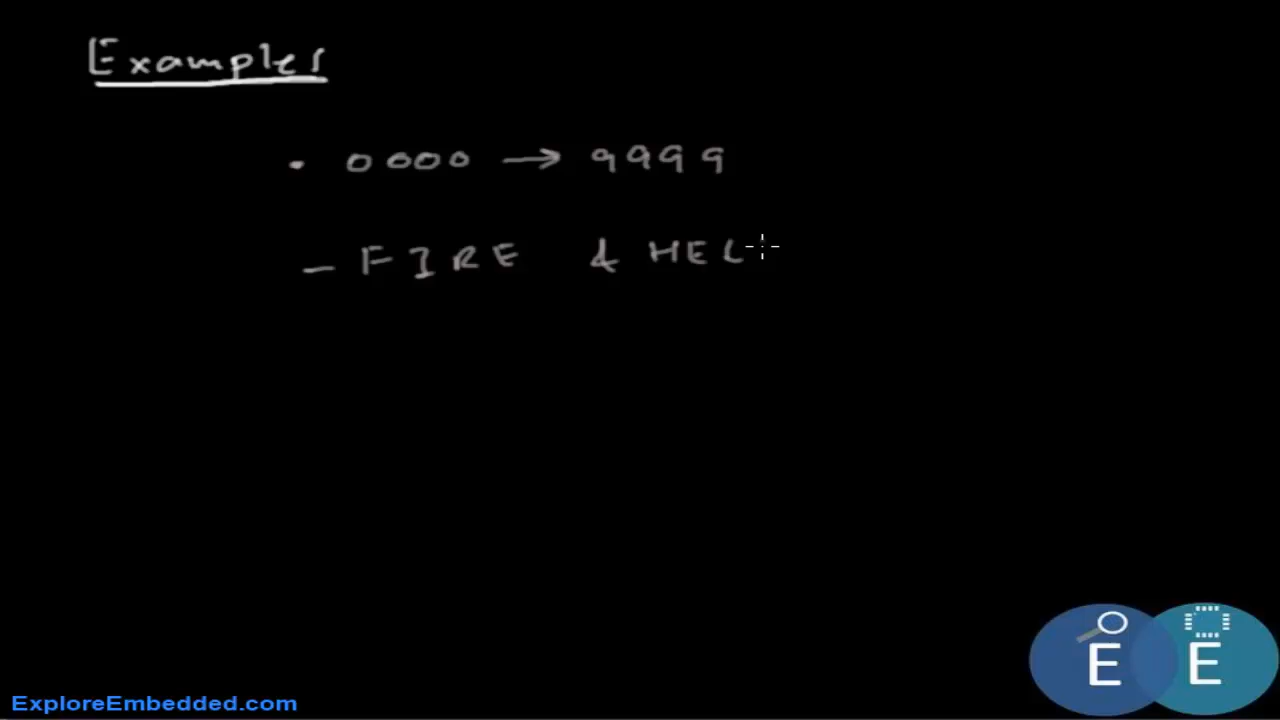 Examples
• 0000 → 9999
– FIRE & HEL
E E
ExploreEmbedded.com